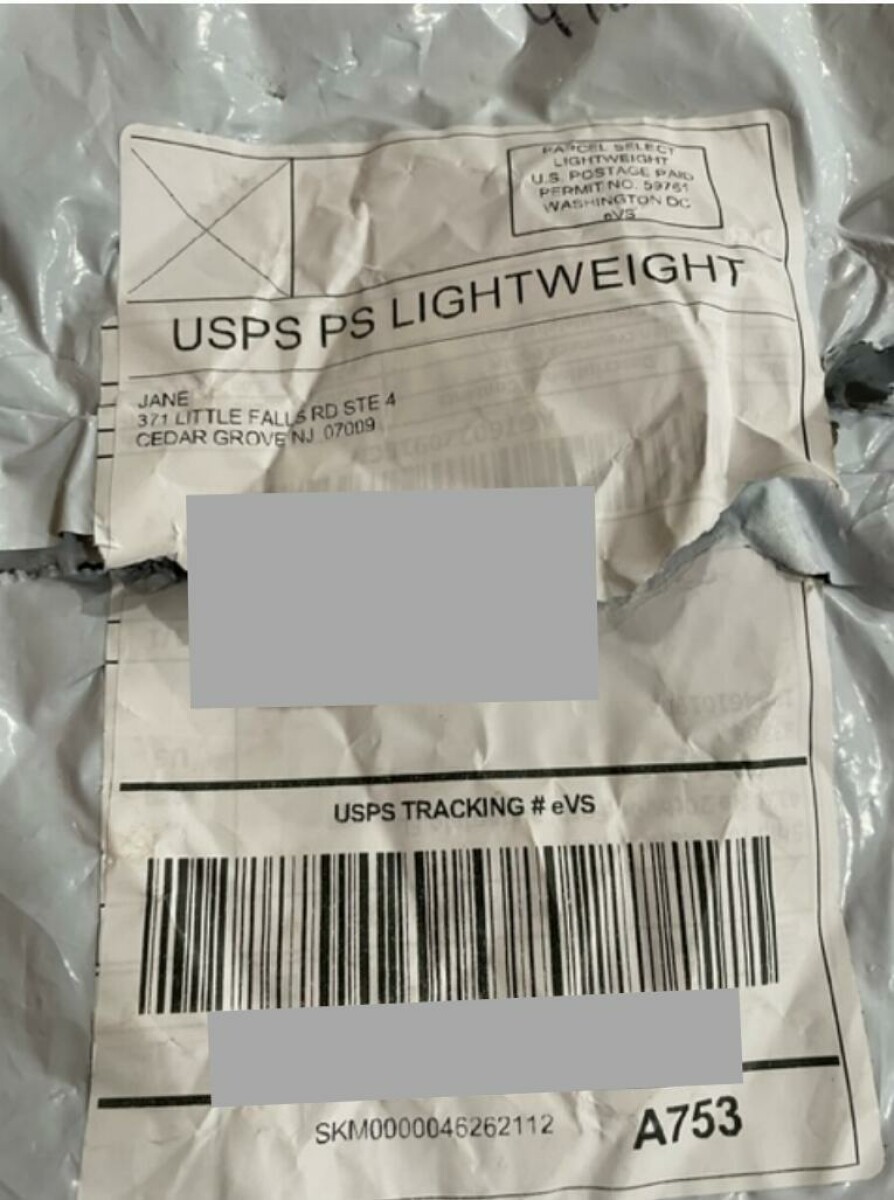 PARCEL SELECT
LIGHTWEIGHT
U.S. POSTAGE PAID
PERMIT NO. 59761
WASHINGTON DC
eVS
USPS PS LIGHTWEIGHT
JANE
371 LITTLE FALLS RD STE 4
CEDAR GROVE NJ 07009
USPS TRACKING # eVS
SKM0000046262112
A753